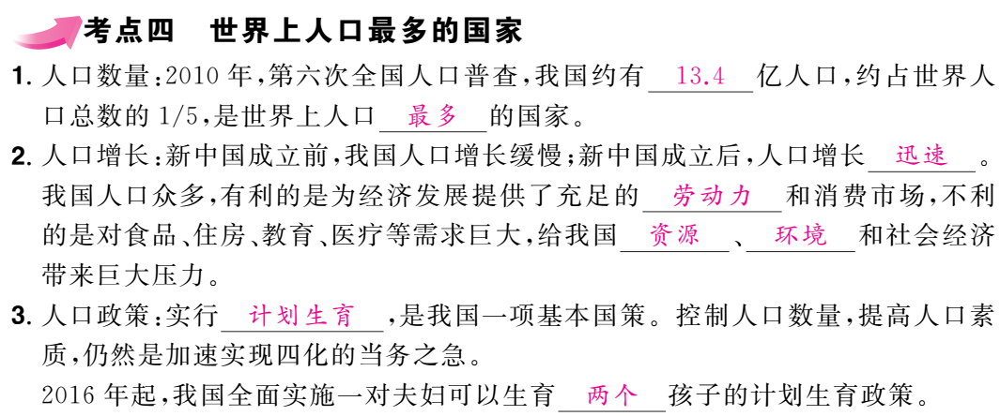 考点四 世界上人口最多的国家
1. 人口数量:2010 年,第六次全国人口普查,我国约有 13.4 亿人口,约占世界人
口总数的 1/5,是世界上人口 最多 的国家。
2. 人口增长:新中国成立前,我国人口增长缓慢;新中国成立后,人口增长 迅速 。
我国人口众多,有利的是为经济发展提供了充足的 劳动力 和消费市场,不利
的是对食品、住房、教育、医疗等需求巨大,给我国 资源 、 环境 和社会经济
带来巨大压力。
3. 人口政策:实行 计划生育 ,是我国一项基本国策。控制人口数量,提高人口素
质,仍然是加速实现四化的当务之急。
2016 年起,我国全面实施一对夫妇可以生育 两个 孩子的计划生育政策。